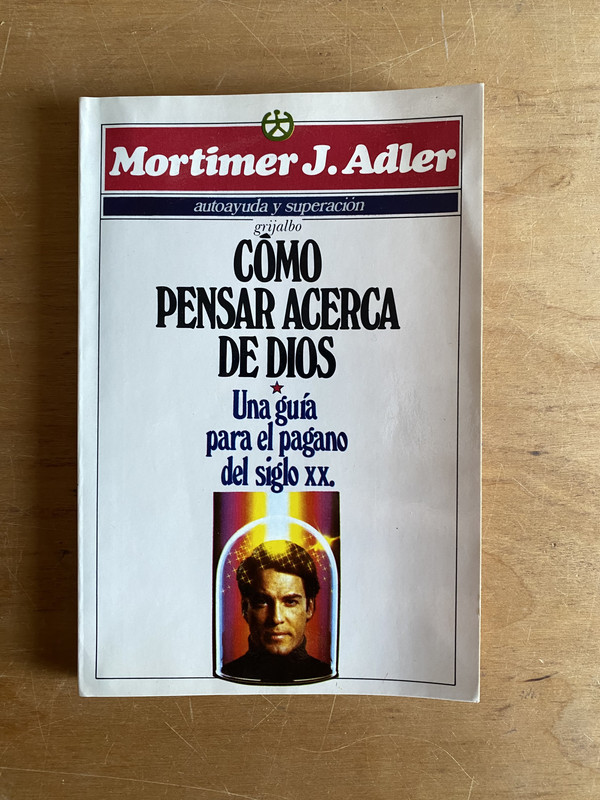 Mortimer J. Adler
autoayuda y superación
grijalbo
CÓMO
PENSAR ACERCA
DE DIOS
Una guía
para el pagano
del siglo XX.